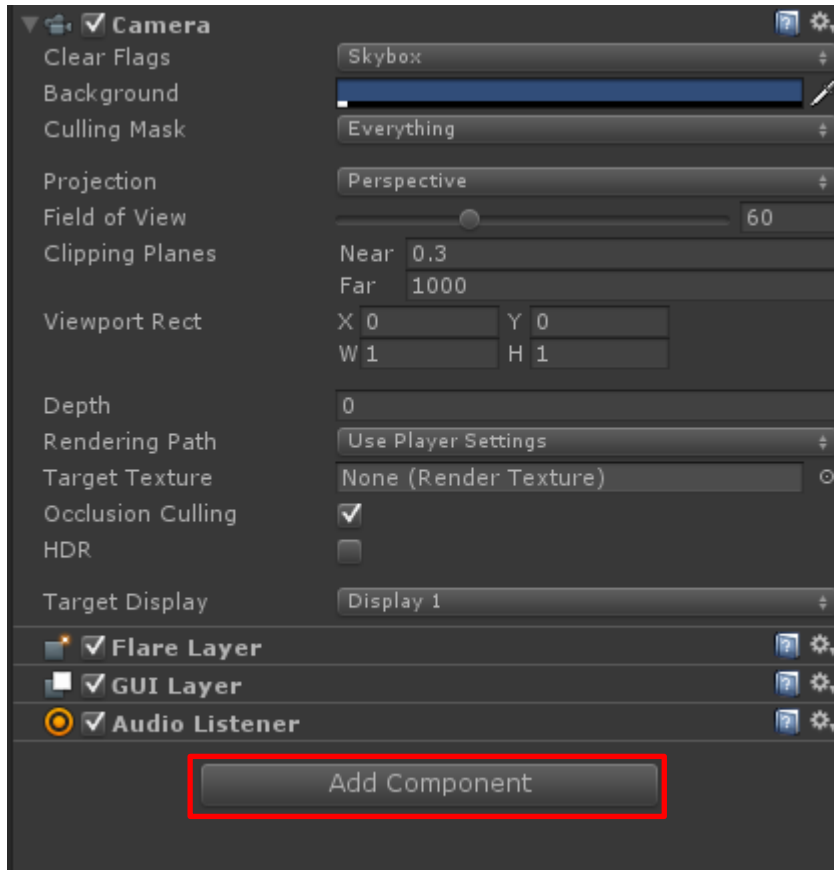 Camera
Clear Flags Skybox
Background
Culling Mask Everything
Projection Perspective
Field of View 60
Clipping Planes Near 0.3
Far 1000
Viewport Rect X 0 Y 0
W 1 H 1
Depth 0
Rendering Path Use Player Settings
Target Texture None (Render Texture)
Occlusion Culling
HDR
Target Display Display 1
Flare Layer
GUI Layer
Audio Listener
Add Component